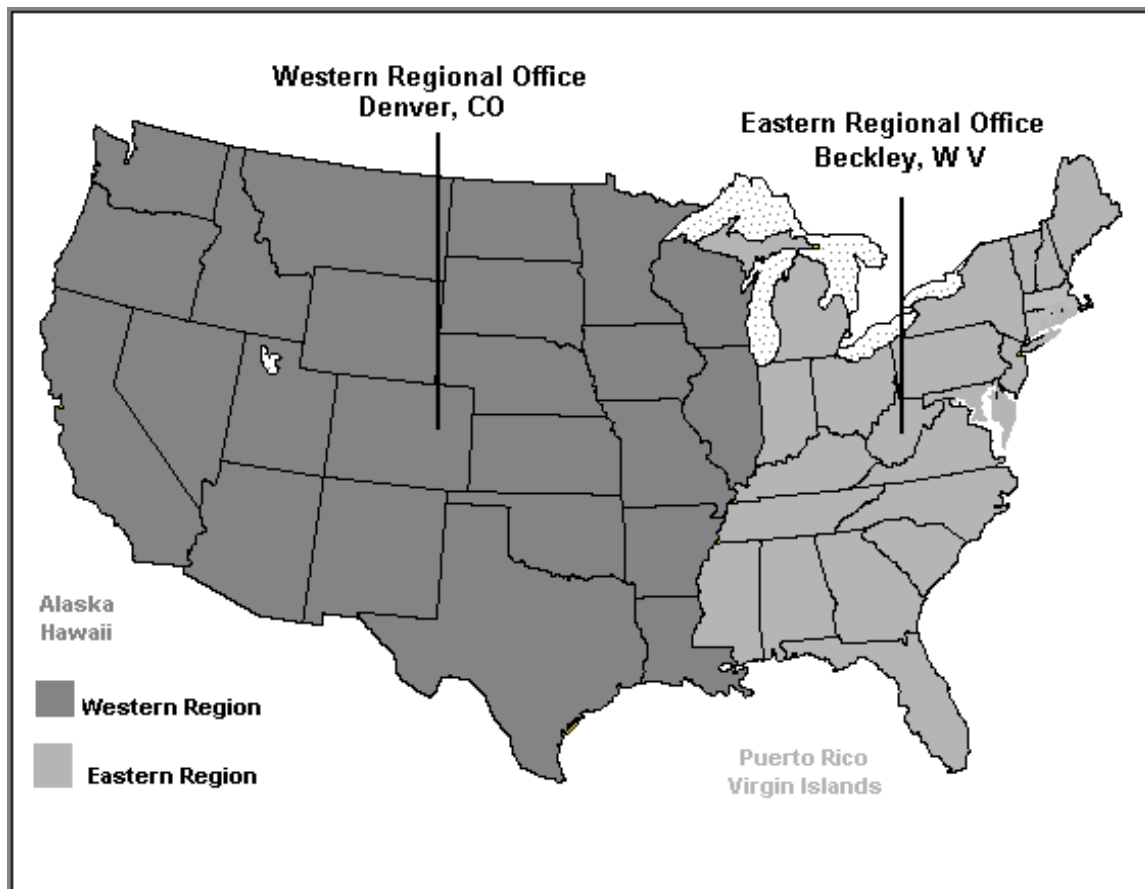 Western Regional Office
Denver, CO
Eastern Regional Office
Beckley, W V
Alaska
Hawaii
Western Region
Eastern Region
Puerto Rico
Virgin Islands